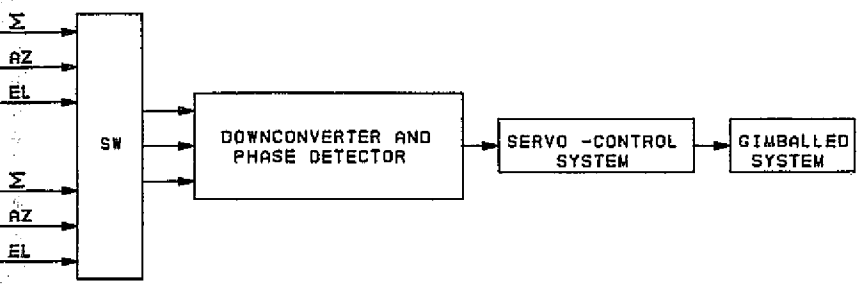 Σ
AZ
EL
SW
Σ
AZ
EL
DOWNCONVERTER AND
PHASE DETECTOR
SERVO -CONTROL
SYSTEM
GIMBALLED
SYSTEM